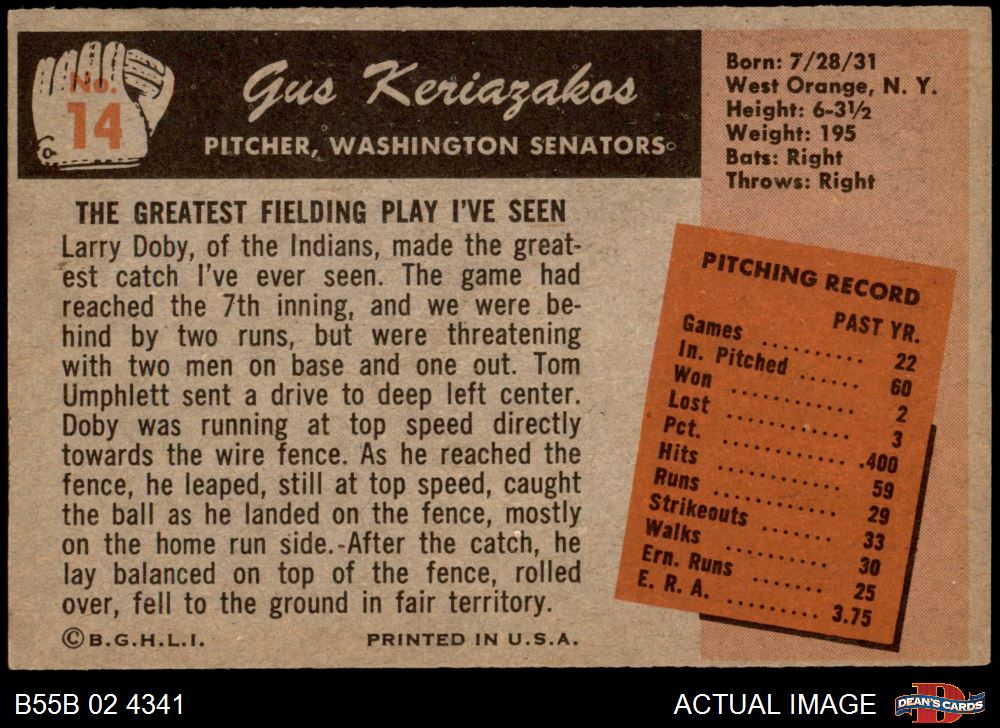 No.
14
Gus Keriazakos
PITCHER, WASHINGTON SENATORS
Born: 7/28/31
West Orange, N. Y.
Height: 6-3½
Weight: 195
Bats: Right
Throws: Right
THE GREATEST FIELDING PLAY I'VE SEEN
Larry Doby, of the Indians, made the great-
est catch I've ever seen. The game had
reached the 7th inning, and we were be-
hind by two runs, but were threatening
with two men on base and one out. Tom
Umphlett sent a drive to deep left center.
Doby was running at top speed directly
towards the wire fence. As he reached the
fence, he leaped, still at top speed, caught
the ball as he landed on the fence, mostly
on the home run side.-After the catch, he
lay balanced on top of the fence, rolled
over, fell to the ground in fair territory.
©B.G.H.L.I. PRINTED IN U.S.A.
PITCHING RECORD
PAST YR.
Games .......... 22
In. Pitched ...... 60
Won ............ 2
Lost ............ 3
Pct. ............ .400
Hits ............ 59
Runs ............ 29
Strikeouts ....... 33
Walks .......... 30
Ern. Runs ....... 25
E. R. A. ......... 3.75
B55B 02 4341
ACTUAL IMAGE
D
DEAN'S CARDS